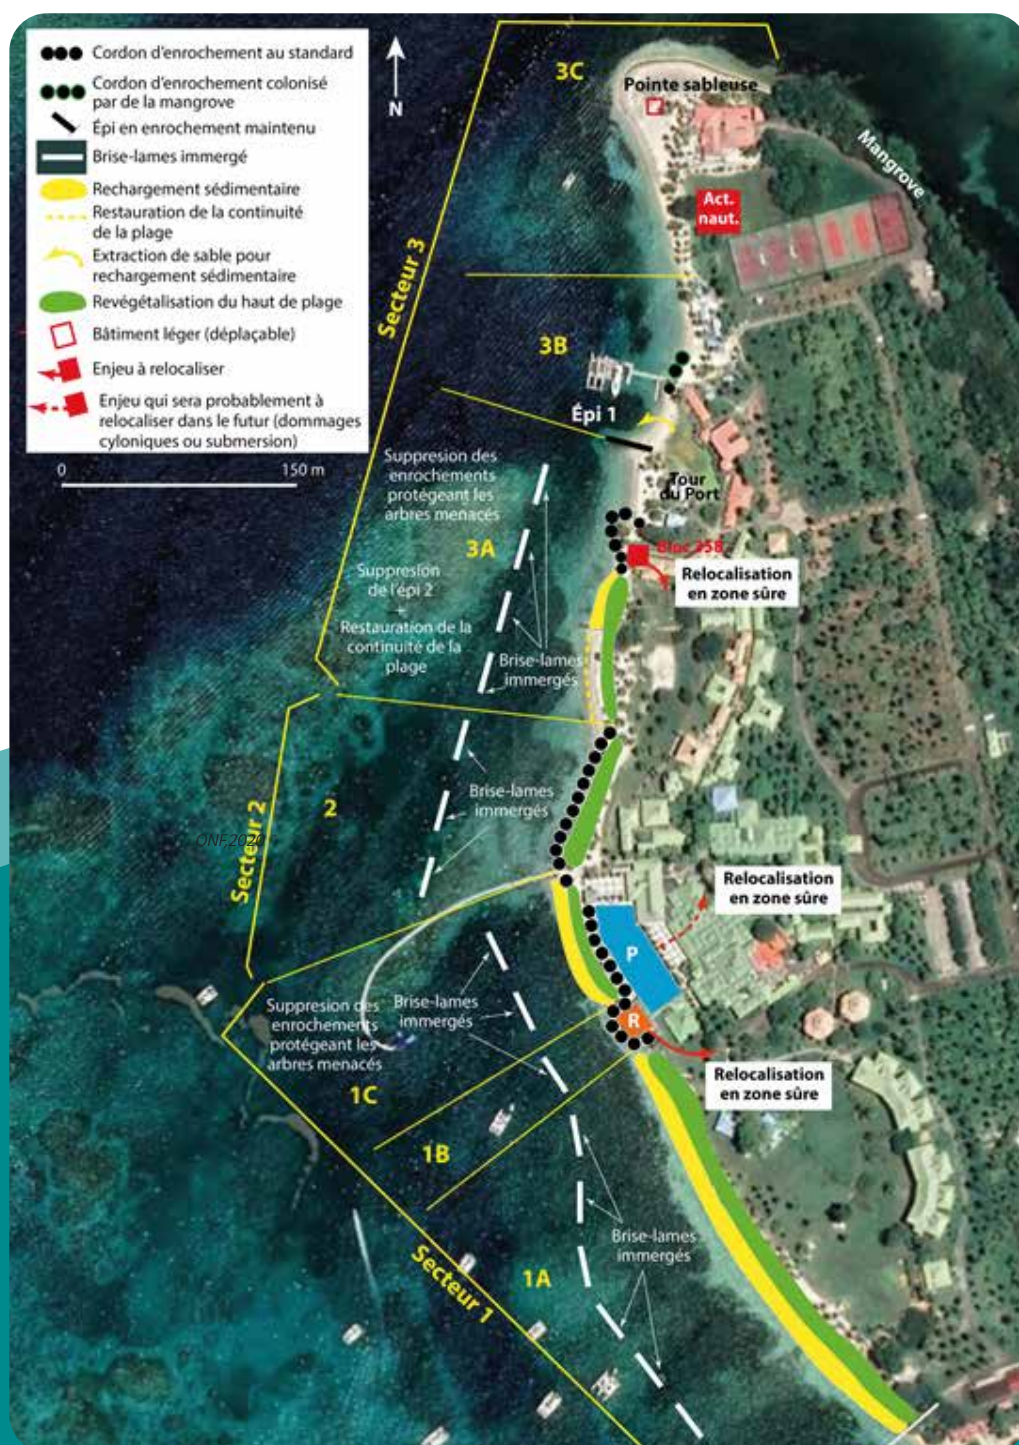 Cordon d'enrochement au standard
Cordon d'enrochement colonisé
par de la mangrove
Épi en enrochement maintenu
Brise-lames immergé
Rechargement sédimentaire
Restauration de la continuité
de la plage
Extraction de sable pour
rechargement sédimentaire
Revégétalisation du haut de plage
Bâtiment léger (déplaçable)
Enjeu à relocaliser
Enjeu qui sera probablement à
relocaliser dans le futur (dommages
cyloniques ou submersion)
0
150 m
N
3C
Pointe sableuse
Mangrove
Act.
naut.
Secteur 3
3B
Épi 1
Tour
du Port
Suppresion des
enrochements
protégeant les
arbres menacés
3A
Bloc 358
Relocalisation
en zone sûre
Suppresion
de l'épi 2
+
Restauration de la
continuité de la
plage
Brise-lames
immergés
Secteur 2
2
Brise-lames
immergés
ONF,2020
Relocalisation
en zone sûre
P
R
Suppresion des
enrochements
protégeant les
arbres menacés
Brise-lames
immergés
Relocalisation
en zone sûre
1C
1B
Brise-lames
immergés
1A
Secteur 1